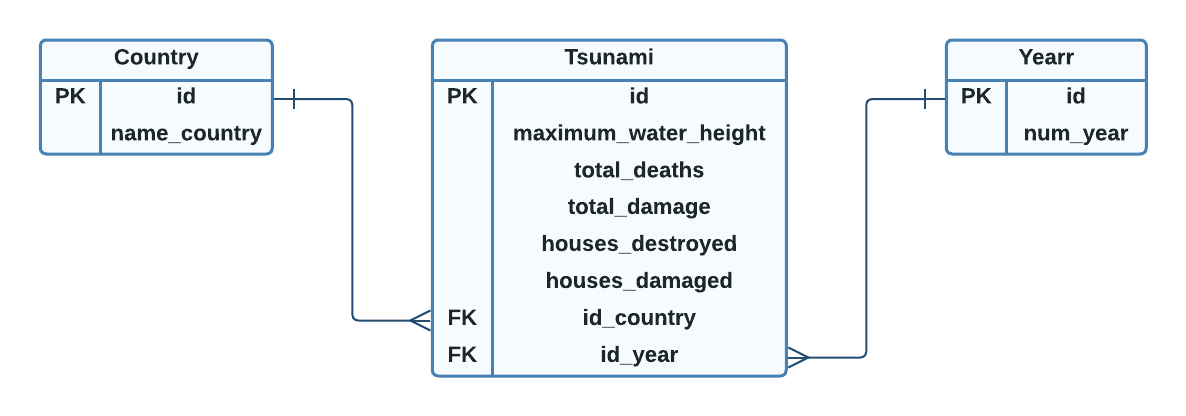 Country
PK id
name_country
Tsunami
PK id
maximum_water_height
total_deaths
total_damage
houses_destroyed
houses_damaged
FK id_country
FK id_year
Yearr
PK id
num_year